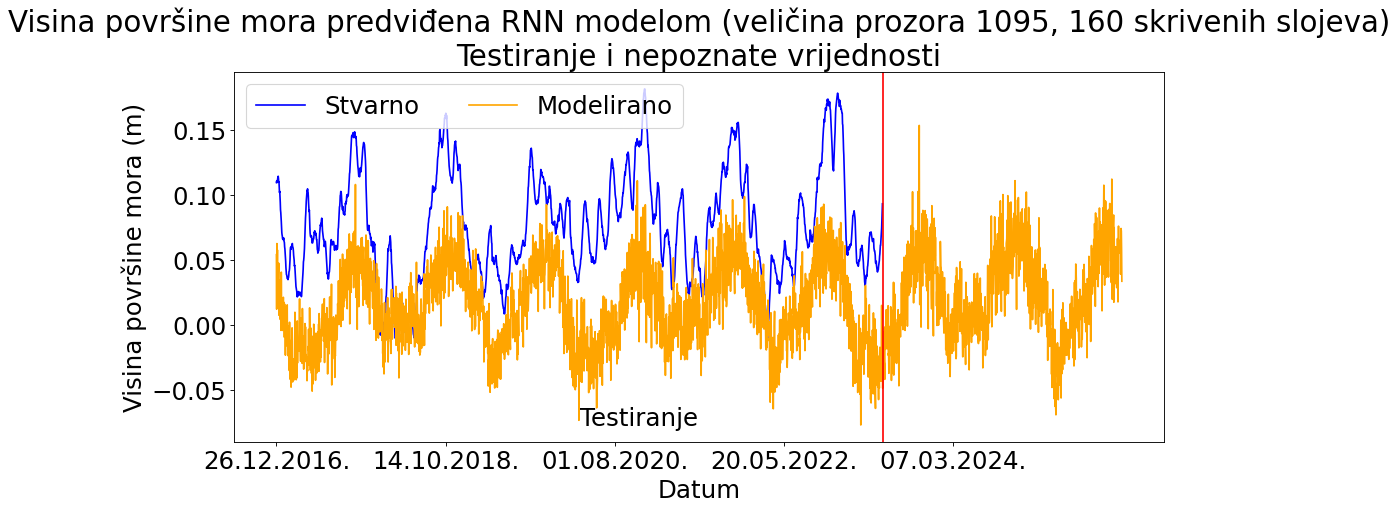 Visina površine mora predviđena RNN modelom (veličina prozora 1095, 160 skrivenih slojeva)
Testiranje i nepoznate vrijednosti
Stvarno
Modelirano
Visina površine mora (m)
0.15
0.10
0.05
0.00
−0.05
Testiranje
26.12.2016.
14.10.2018.
01.08.2020.
20.05.2022.
07.03.2024.
Datum